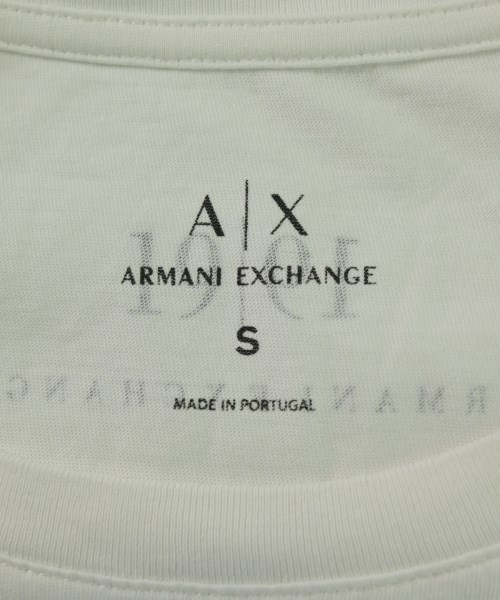 A|X
ARMANI EXCHANGE
S
MADE IN PORTUGAL